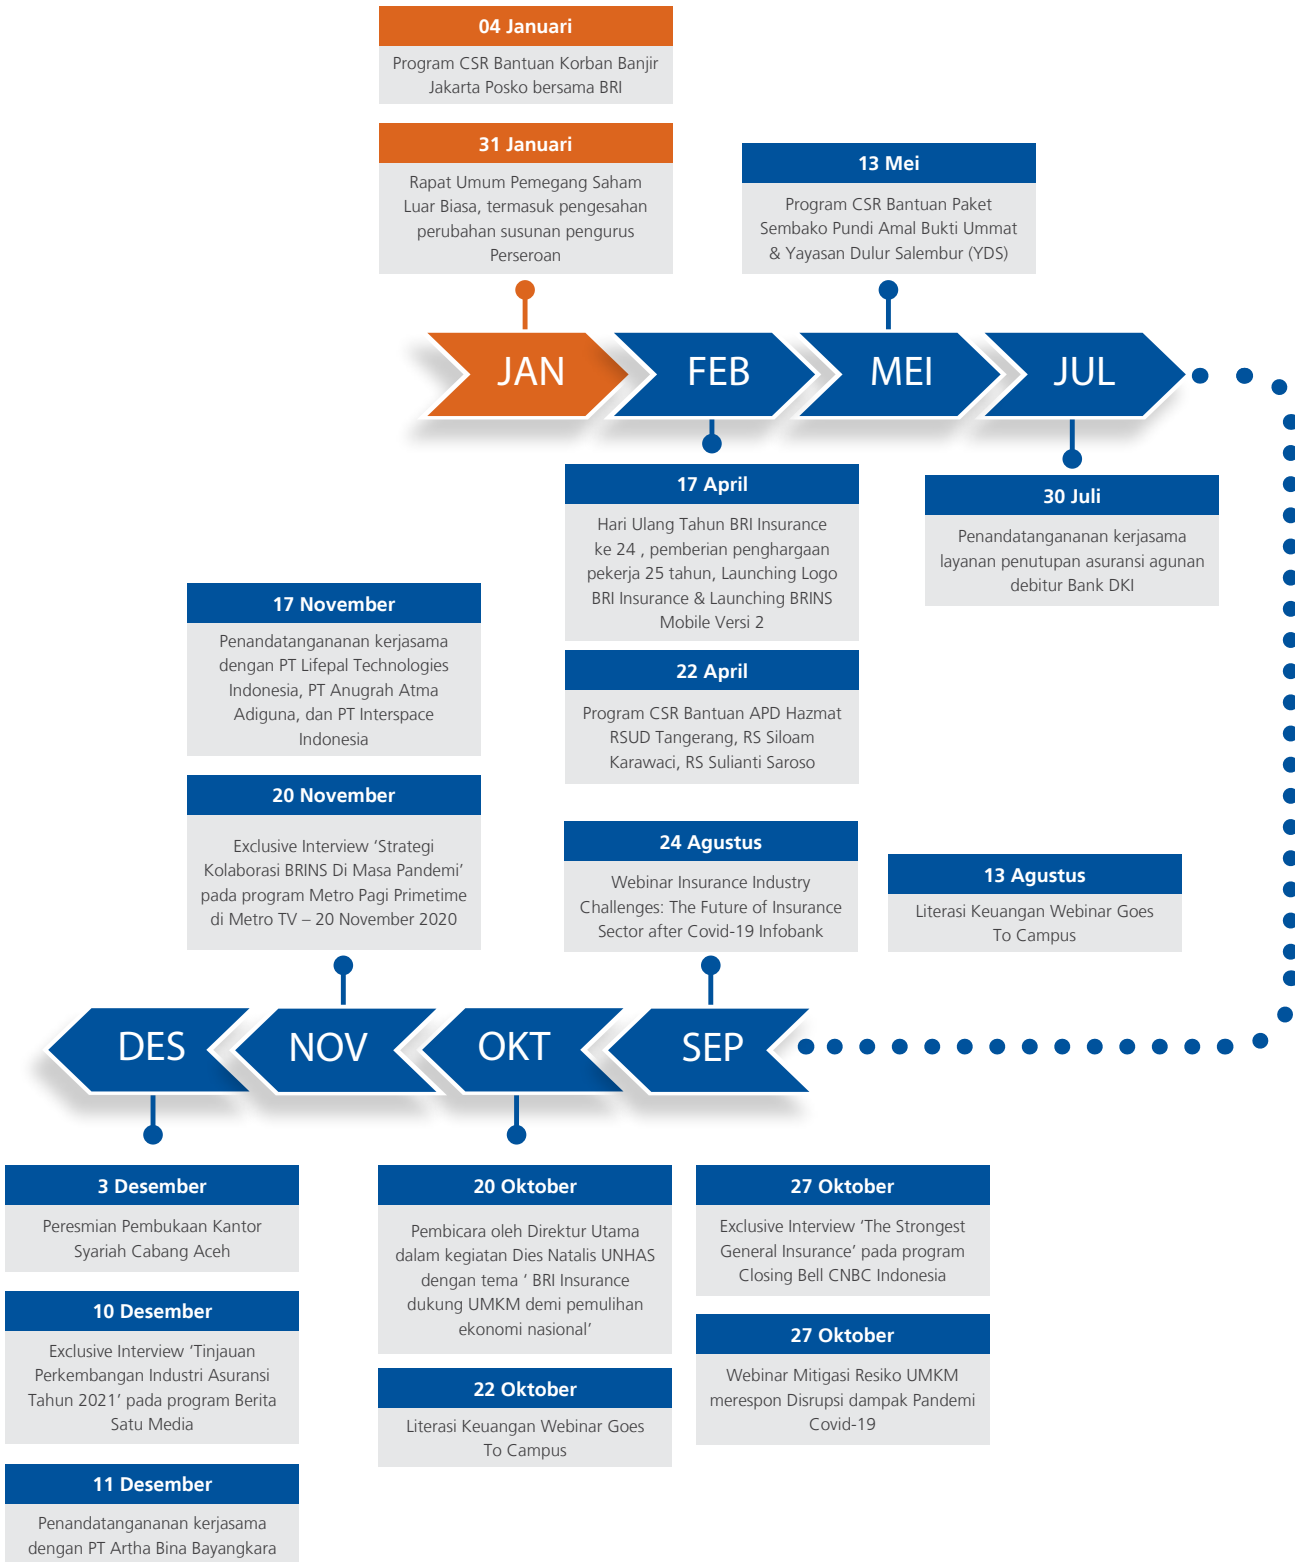 04 Januari
Program CSR Bantuan Korban Banjir
Jakarta Posko bersama BRI
31 Januari
Rapat Umum Pemegang Saham
Luar Biasa, termasuk pengesahan
perubahan susunan pengurus
Perseroan
13 Mei
Program CSR Bantuan Paket
Sembako Pundi Amal Bukti Ummat
& Yayasan Dulur Salembur (YDS)
JAN
FEB
MEI
JUL
17 April
Hari Ulang Tahun BRI Insurance
ke 24 , pemberian penghargaan
pekerja 25 tahun, Launching Logo
BRI Insurance & Launching BRINS
Mobile Versi 2
22 April
Program CSR Bantuan APD Hazmat
RSUD Tangerang, RS Siloam
Karawaci, RS Sulianti Saroso
30 Juli
Penandatangananan kerjasama
layanan penutupan asuransi agunan
debitur Bank DKI
17 November
Penandatangananan kerjasama
dengan PT Lifepal Technologies
Indonesia, PT Anugrah Atma
Adiguna, dan PT Interspace
Indonesia
20 November
Exclusive Interview ‘Strategi
Kolaborasi BRINS Di Masa Pandemi’
pada program Metro Pagi Primetime
di Metro TV – 20 November 2020
24 Agustus
Webinar Insurance Industry
Challenges: The Future of Insurance
Sector after Covid-19 Infobank
13 Agustus
Literasi Keuangan Webinar Goes
To Campus
DES
NOV
OKT
SEP
3 Desember
Peresmian Pembukaan Kantor
Syariah Cabang Aceh
10 Desember
Exclusive Interview ‘Tinjauan
Perkembangan Industri Asuransi
Tahun 2021’ pada program Berita
Satu Media
11 Desember
Penandatangananan kerjasama
dengan PT Artha Bina Bayangkara
20 Oktober
Pembicara oleh Direktur Utama
dalam kegiatan Dies Natalis UNHAS
dengan tema ‘ BRI Insurance
dukung UMKM demi pemulihan
ekonomi nasional’
22 Oktober
Literasi Keuangan Webinar Goes
To Campus
27 Oktober
Exclusive Interview ‘The Strongest
General Insurance’ pada program
Closing Bell CNBC Indonesia
27 Oktober
Webinar Mitigasi Resiko UMKM
merespon Disrupsi dampak Pandemi
Covid-19